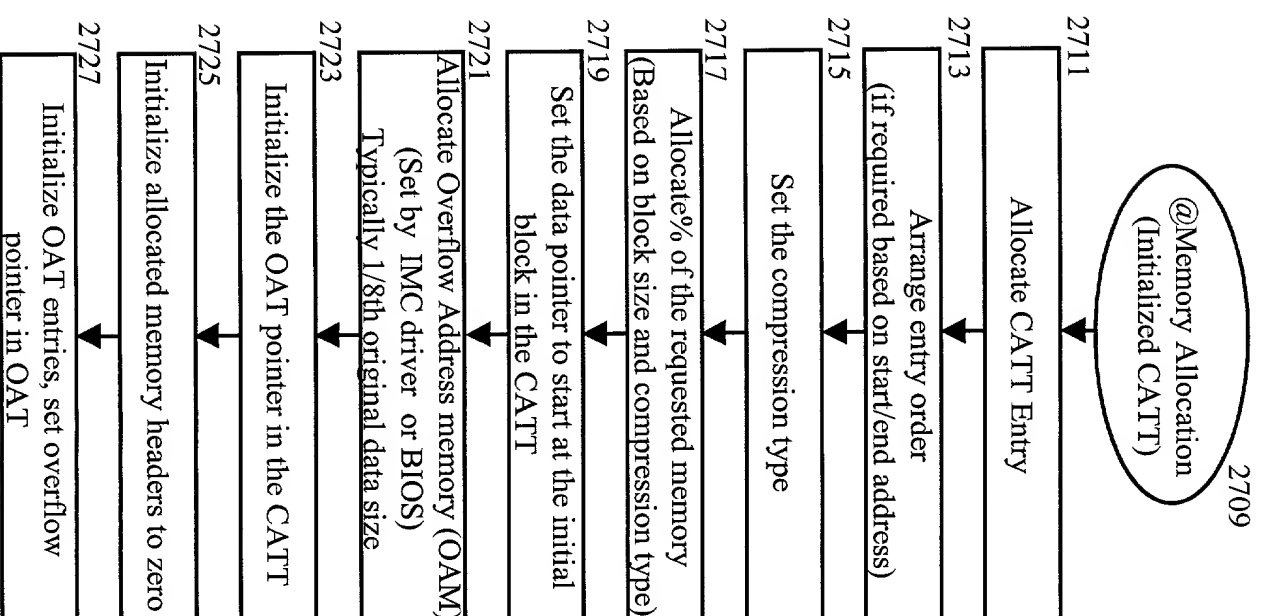 2709
@Memory Allocation
(Initialized CATT)
2711
Allocate CATT Entry
2713
Arrange entry order
(if required based on start/end address)
2715
Set the compression type
2717
Allocate% of the requested memory
(Based on block size and compression type)
2719
Set the data pointer to start at the initial
block in the CATT
2721
Allocate Overflow Address memory (OAM)
(Set by IMC driver or BIOS)
Typically 1/8th original data size
2723
Initialize the OAT pointer in the CATT
2725
Initialize allocated memory headers to zero
2727
Initialize OAT entries, set overflow
pointer in OAT